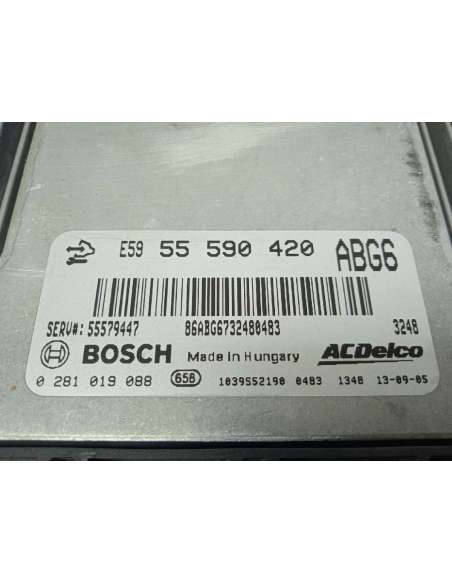 E59 55 590 420 ABG6
SERV#: 55579447 86ABG6732480483 3248
BOSCH Made in Hungary ACDelco
0 281 019 088 658 1039S52190 0483 1348 13-09-05